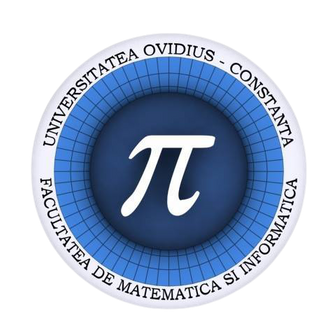 UNIVERSITATEA OVIDIUS - CONSTANTA
π
FACULTATEA DE MATEMATICA SI INFORMATICA